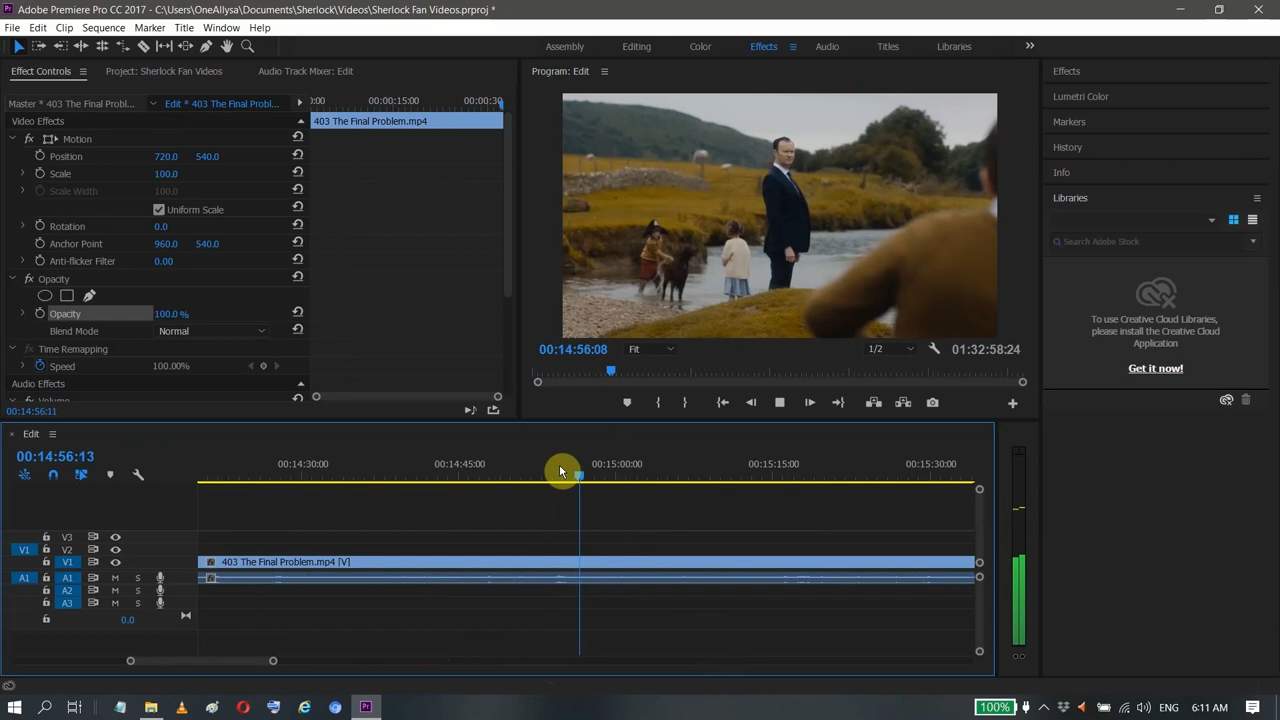 Adobe Premiere Pro CC 2017 - C:\Users\OneAllysa\Documents\Sherlock\Videos\Sherlock Fan Videos.prproj *
File Edit Clip Sequence Marker Title Window Help
Assembly Editing Color Effects Audio Titles Libraries
Effect Controls Project: Sherlock Fan Videos Audio Track Mixer: Edit
Master * 403 The Final Probl... Edit * 403 The Final Probl...
:00 00:00:15:00 00:00:30
Video Effects
403 The Final Problem.mp4
fx Motion
Position 720.0 540.0
Scale 100.0
Scale Width 100.0
Uniform Scale
Rotation 0.0
Anchor Point 960.0 540.0
Anti-flicker Filter 0.00
fx Opacity
Opacity 100.0 %
Blend Mode Normal
Time Remapping
Speed 100.00%
Audio Effects
00:14:56:11
Program: Edit
00:14:56:08 Fit 1/2 01:32:58:24
Effects
Lumetri Color
Markers
History
Info
Libraries
Search Adobe Stock
To use Creative Cloud Libraries,
please install the Creative Cloud
Application
Get it now!
Edit
00:14:56:13
00:14:30:00 00:14:45:00 00:15:00:00 00:15:15:00 00:15:30:00
V3
V1 V2
V1 403 The Final Problem.mp4 [V]
A1 A1 M S
A2 M S
A3 M S
0.0
100% ENG 6:11 AM